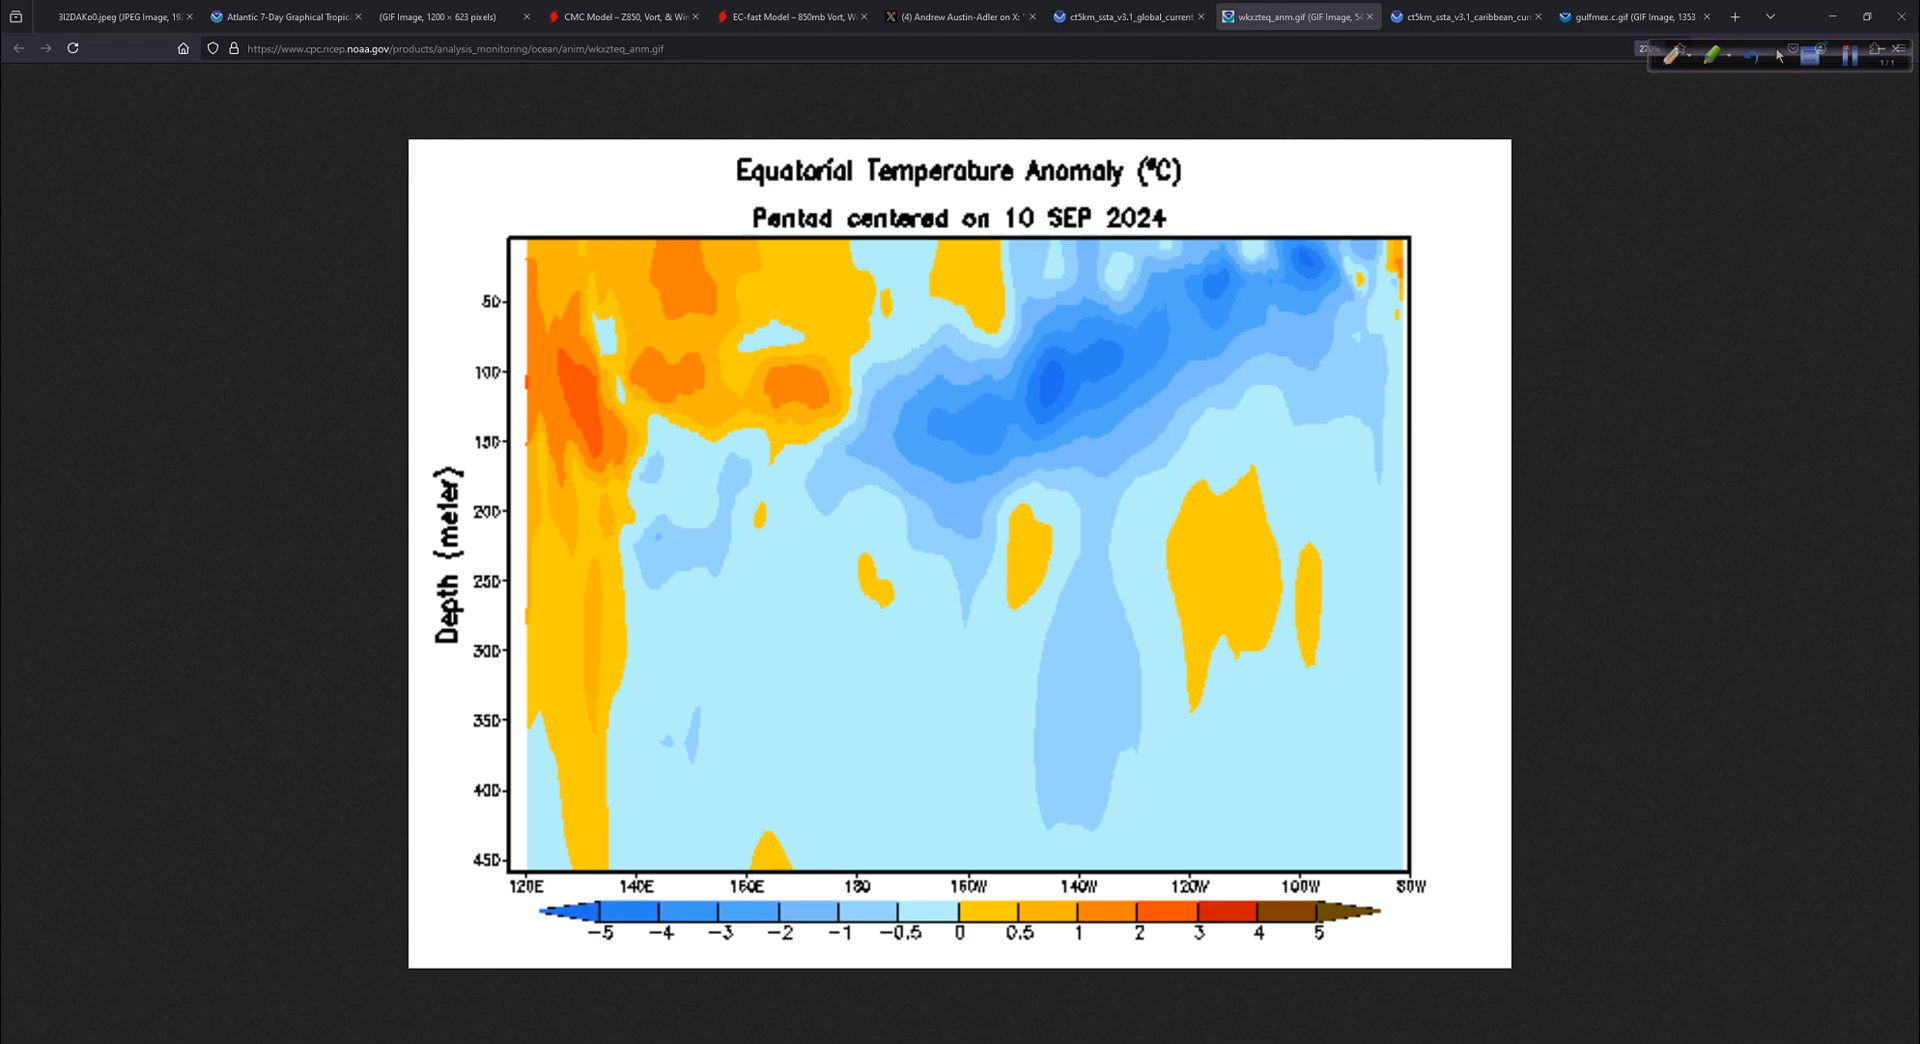 3I2DAKo0.jpeg (JPEG Image, 19
Atlantic 7-Day Graphical Tropic
(GIF Image, 1200 × 623 pixels)
CMC Model – Z850, Vort, & Wi
EC-fast Model – 850mb Vort, W
(4) Andrew Austin-Adler on X: "
ct5km_ssta_v3.1_global_current
wkxzteq_anm.gif (GIF Image, 54
ct5km_ssta_v3.1_caribbean_cur
gulfmex.c.gif (GIF Image, 1353
https://www.cpc.ncep.noaa.gov/products/analysis_monitoring/ocean/anim/wkxzteq_anm.gif
270%
1/1
Equatorial Temperature Anomaly (°C)
Pentad centered on 10 SEP 2024
Depth (meter)
50
100
150
200
250
300
350
400
450
120E 140E 160E 180 160W 140W 120W 100W 80W
-5 -4 -3 -2 -1 -0.5 0 0.5 1 2 3 4 5